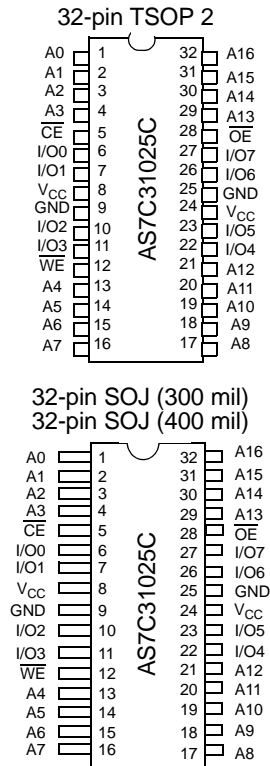 32-pin TSOP 2
A0 1 32 A16
A1 2 31 A15
A2 3 30 A14
A3 4 29 A13
C̅E̅ 5 28 O̅E̅
I/O0 6 27 I/O7
I/O1 7 26 I/O6
VCC 8 25 GND
GND 9 24 VCC
I/O2 10 23 I/O5
I/O3 11 22 I/O4
W̅E̅ 12 21 A12
A4 13 20 A11
A5 14 19 A10
A6 15 18 A9
A7 16 17 A8
AS7C31025C
32-pin SOJ (300 mil)
32-pin SOJ (400 mil)
A0 1 32 A16
A1 2 31 A15
A2 3 30 A14
A3 4 29 A13
C̅E̅ 5 28 O̅E̅
I/O0 6 27 I/O7
I/O1 7 26 I/O6
VCC 8 25 GND
GND 9 24 VCC
I/O2 10 23 I/O5
I/O3 11 22 I/O4
W̅E̅ 12 21 A12
A4 13 20 A11
A5 14 19 A10
A6 15 18 A9
A7 16 17 A8
AS7C31025C